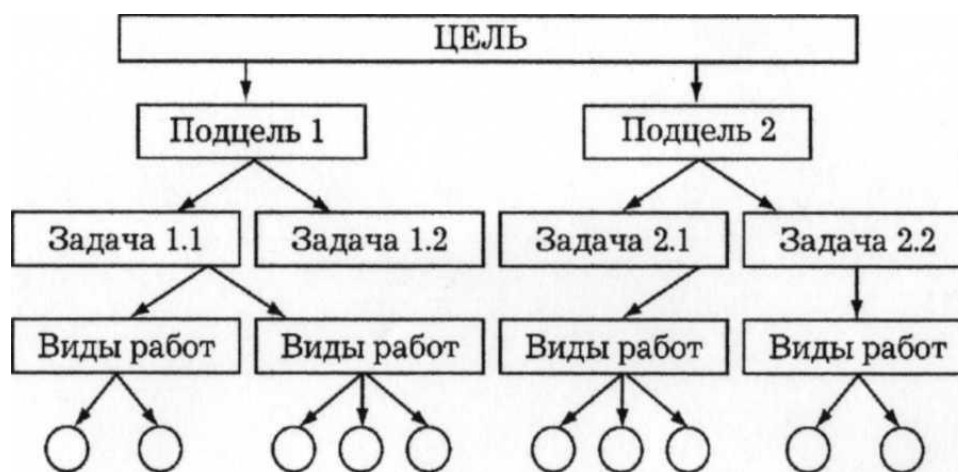 ЦЕЛЬ
Подцель 1
Подцель 2
Задача 1.1
Задача 1.2
Задача 2.1
Задача 2.2
Виды работ
Виды работ
Виды работ
Виды работ